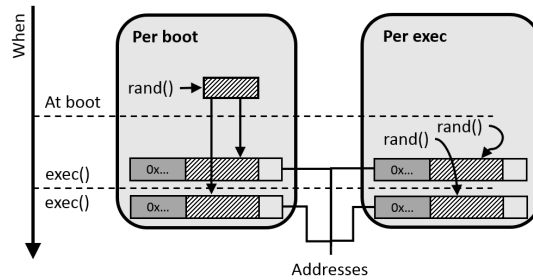 When
Per boot
Per exec
rand()
At boot
rand()
rand()
0x...
0x...
exec()
exec()
0x...
0x...
Addresses